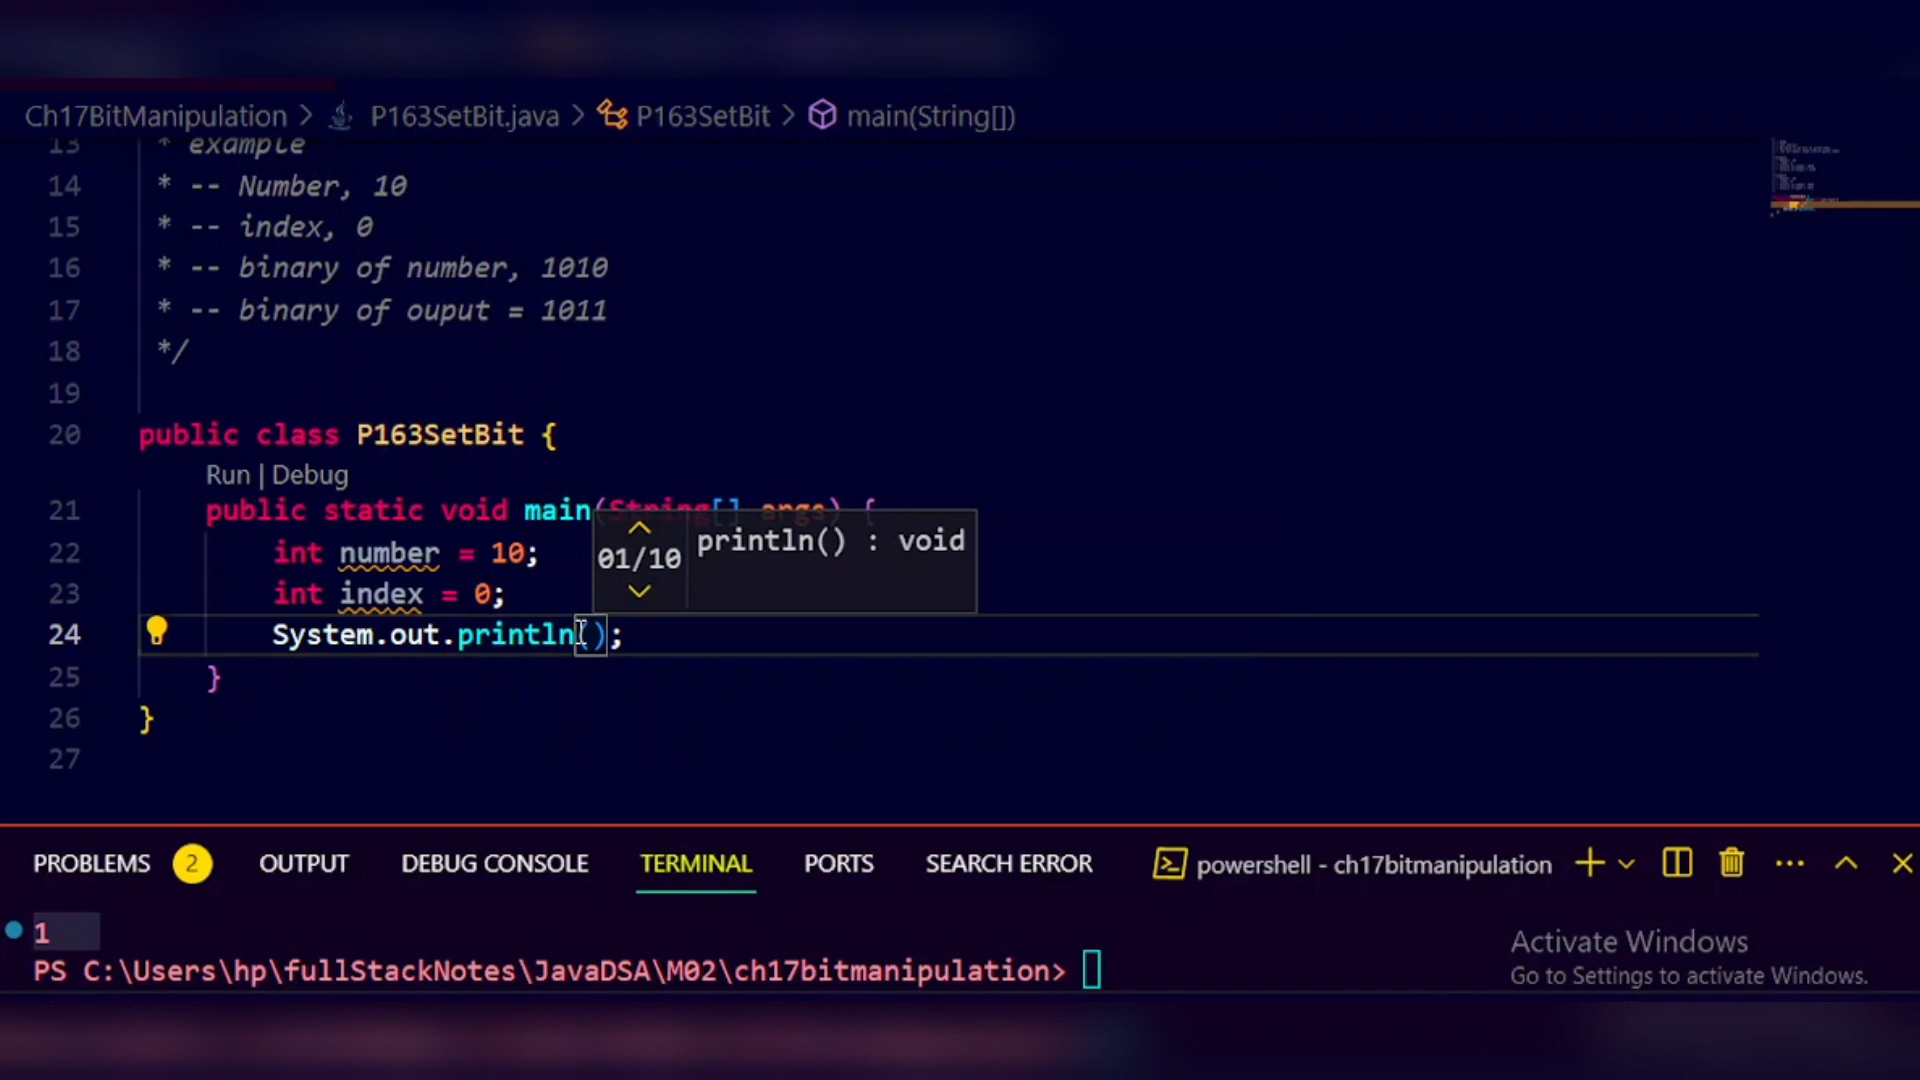 Ch17BitManipulation > P163SetBit.java > P163SetBit > main(String[])
13 * example
14 * -- Number, 10
15 * -- index, 0
16 * -- binary of number, 1010
17 * -- binary of ouput = 1011
18 */
19
20 public class P163SetBit {
Run | Debug
21 public static void main(String[] args) {
01/10 println() : void
22 int number = 10;
23 int index = 0;
24 System.out.println();
25 }
26 }
27
PROBLEMS 2 OUTPUT DEBUG CONSOLE TERMINAL PORTS SEARCH ERROR powershell - ch17bitmanipulation
1
PS C:\Users\hp\fullStackNotes\JavaDSA\M02\ch17bitmanipulation>
Activate Windows
Go to Settings to activate Windows.